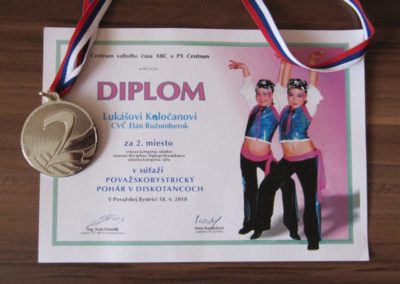 Centrum voľného času ABC a PX Centrum
DIPLOM
Lukášovi Koločanovi
CVČ Elán Ružomberok
za 2. miesto
v súťaži
POVAŽSKOBYSTRICKÝ
POHÁR V DISKOTANCOCH
V Považskej Bystrici 10. 4. 2010
2